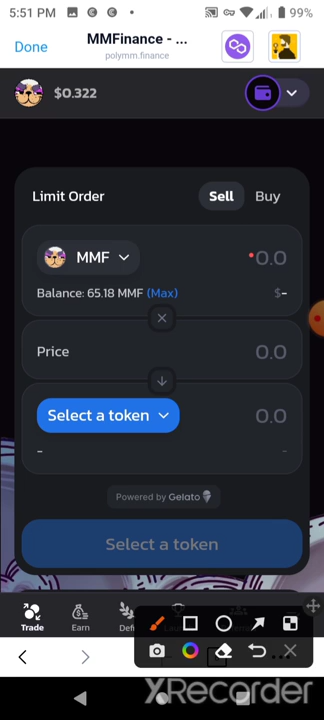 5:51 PM
99%
Done
MMFinance - ...
polymm.finance
$0.322
Limit Order
Sell
Buy
MMF
0.0
Balance: 65.18 MMF (Max)
$-
Price
0.0
Select a token
0.0
-
-
Powered by Gelato
Select a token
Trade
Earn
Defi
XRecorder